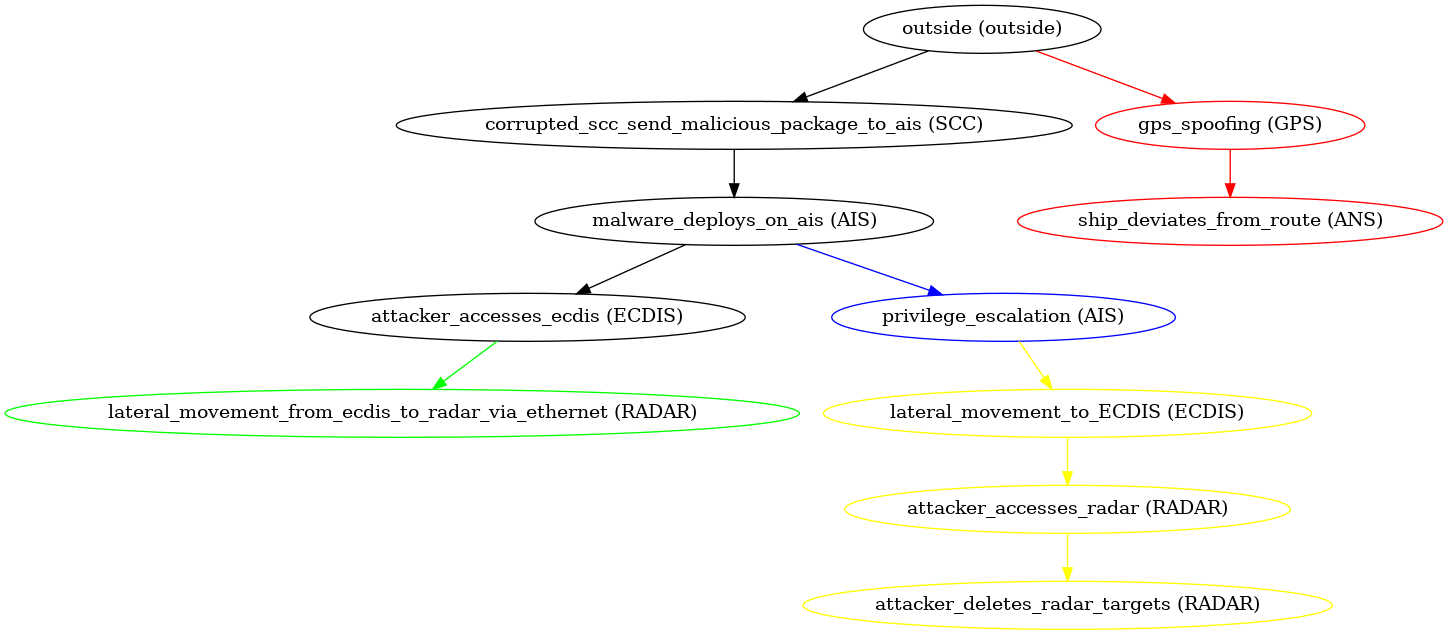 outside (outside)
corrupted_scc_send_malicious_package_to_ais (SCC)
gps_spoofing (GPS)
malware_deploys_on_ais (AIS)
ship_deviates_from_route (ANS)
attacker_accesses_ecdis (ECDIS)
privilege_escalation (AIS)
lateral_movement_from_ecdis_to_radar_via_ethernet (RADAR)
lateral_movement_to_ECDIS (ECDIS)
attacker_accesses_radar (RADAR)
attacker_deletes_radar_targets (RADAR)